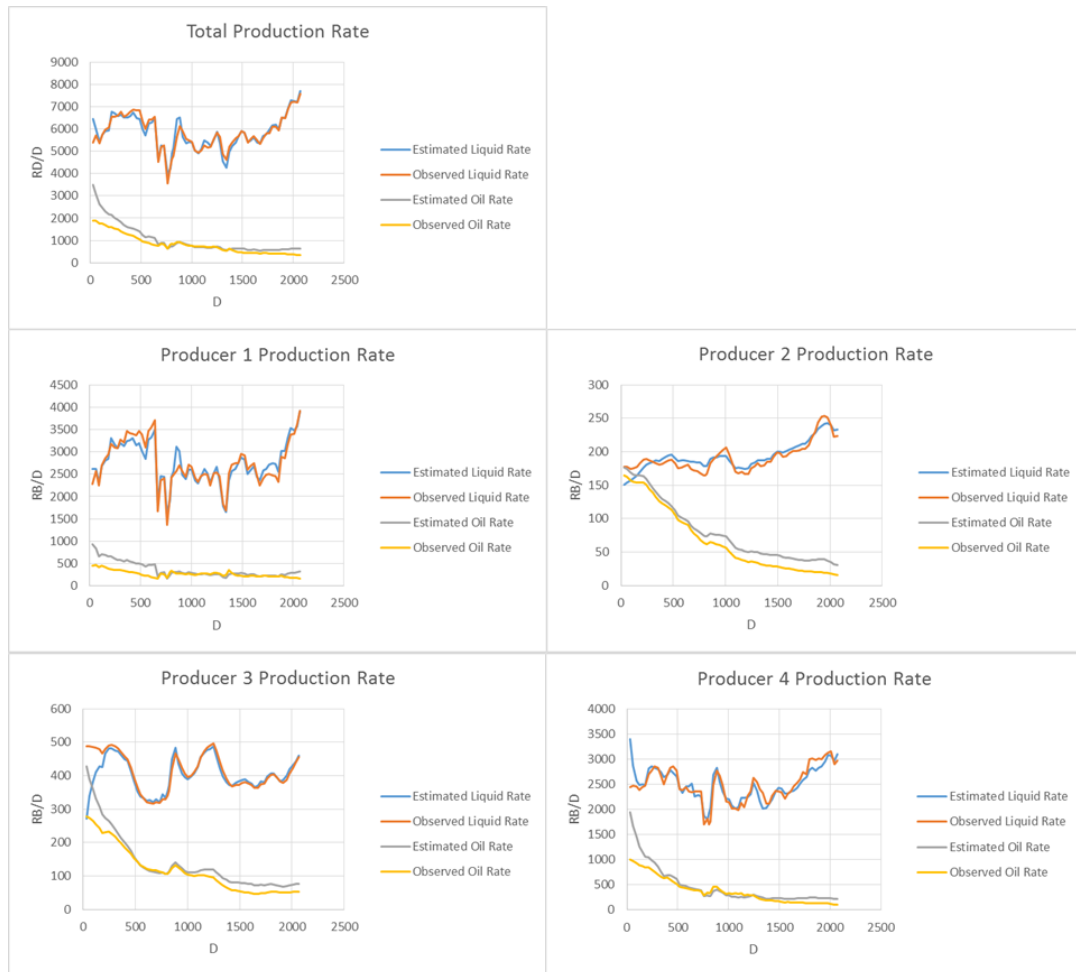 Total Production Rate
9000
8000
7000
6000
5000
4000
3000
2000
1000
0
RD/D
0 500 1000 1500 2000 2500
D
Estimated Liquid Rate
Observed Liquid Rate
Estimated Oil Rate
Observed Oil Rate
Producer 1 Production Rate
4500
4000
3500
3000
2500
2000
1500
1000
500
0
RB/D
0 500 1000 1500 2000 2500
D
Estimated Liquid Rate
Observed Liquid Rate
Estimated Oil Rate
Observed Oil Rate
Producer 2 Production Rate
300
250
200
150
100
50
0
RB/D
0 500 1000 1500 2000 2500
D
Estimated Liquid Rate
Observed Liquid Rate
Estimated Oil Rate
Observed Oil Rate
Producer 3 Production Rate
600
500
400
300
200
100
0
RB/D
0 500 1000 1500 2000 2500
D
Estimated Liquid Rate
Observed Liquid Rate
Estimated Oil Rate
Observed Oil Rate
Producer 4 Production Rate
4000
3500
3000
2500
2000
1500
1000
500
0
RB/D
0 500 1000 1500 2000 2500
D
Estimated Liquid Rate
Observed Liquid Rate
Estimated Oil Rate
Observed Oil Rate